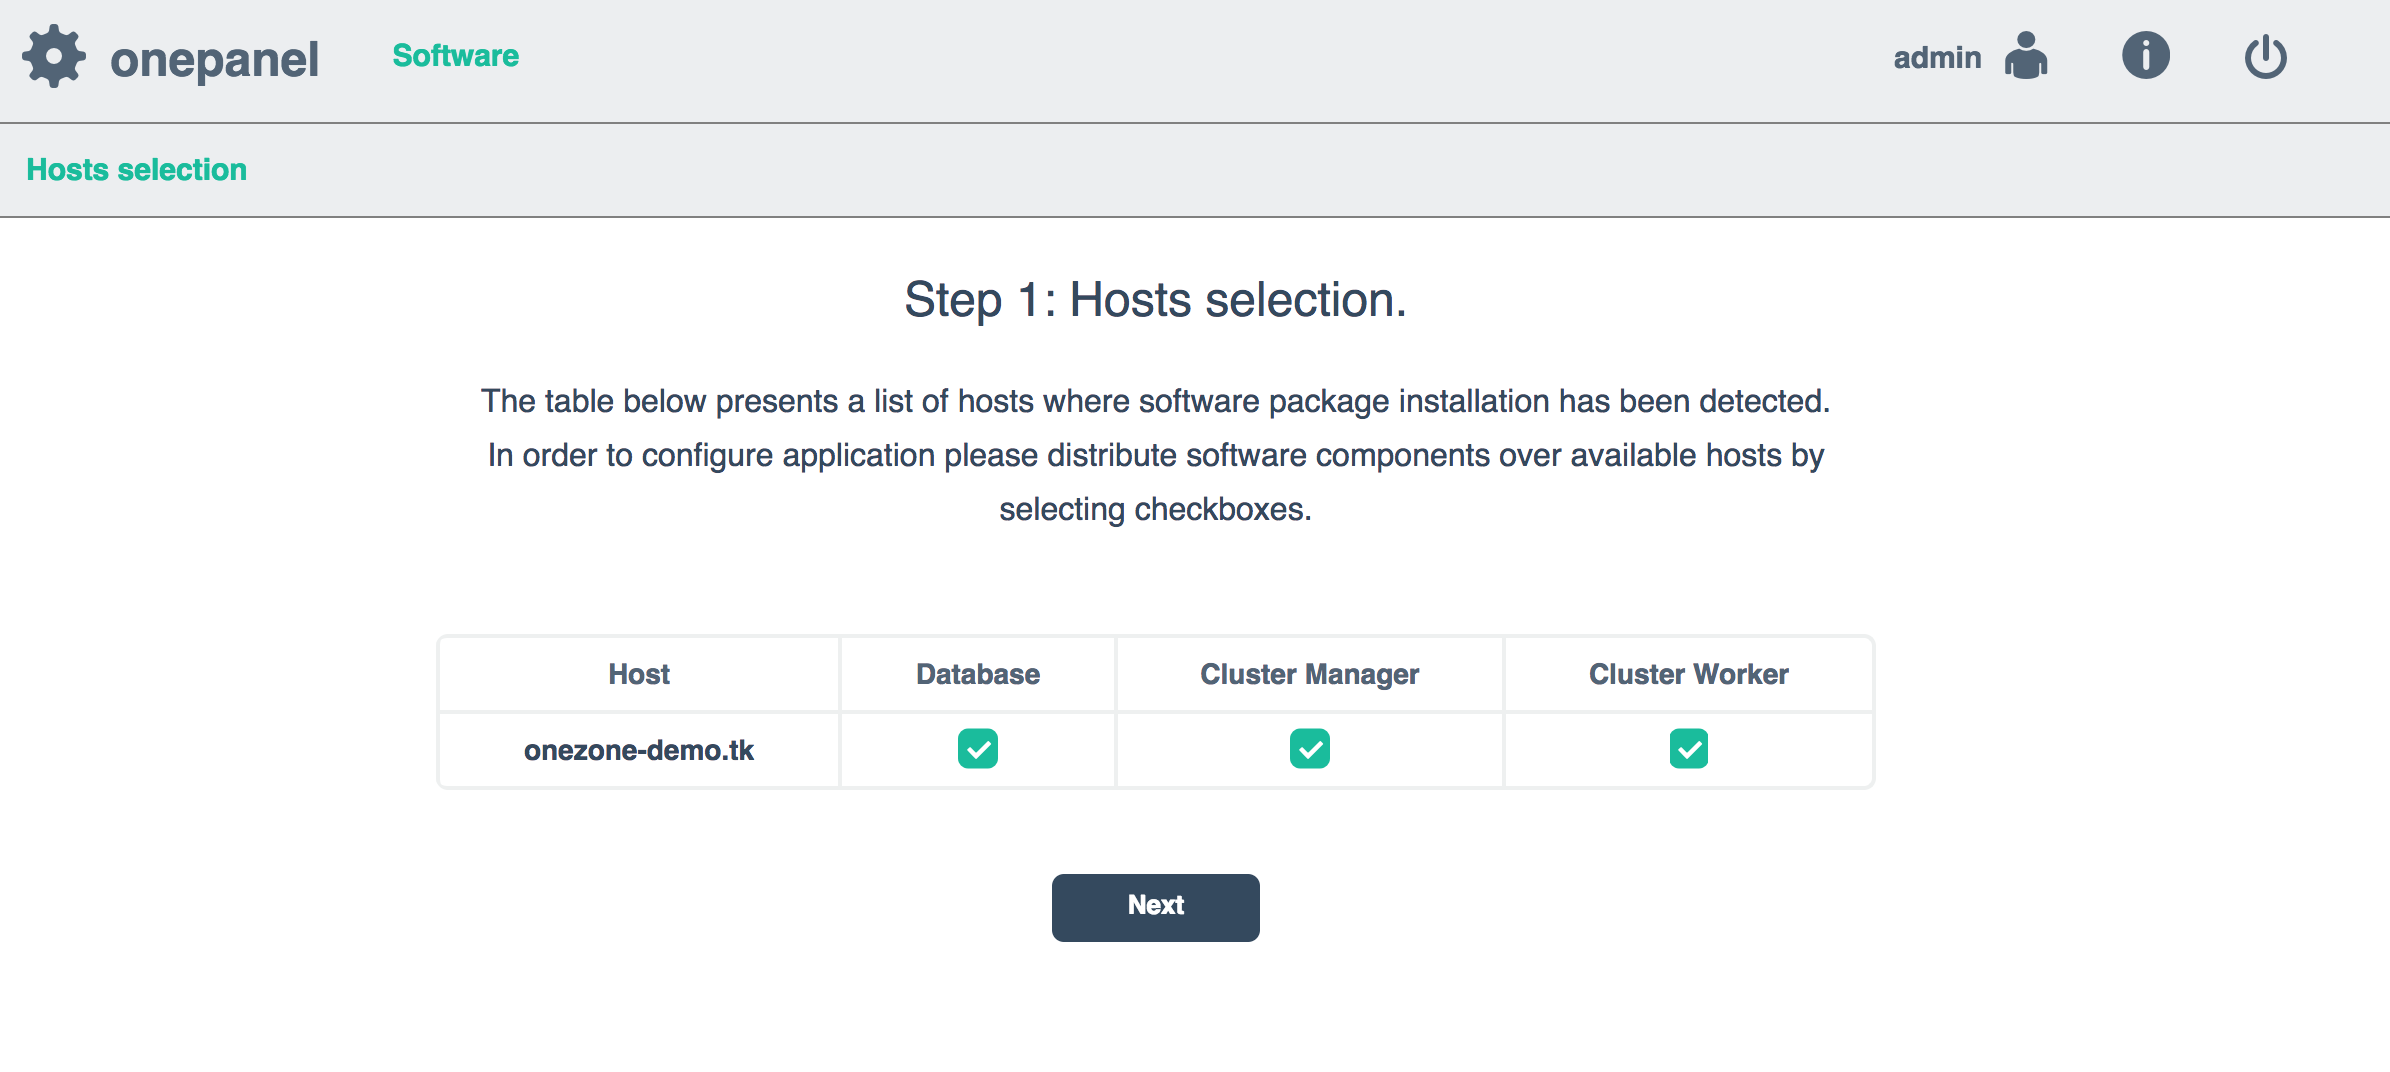 onepanel
Software
admin
Hosts selection
Step 1: Hosts selection.
The table below presents a list of hosts where software package installation has been detected.
In order to configure application please distribute software components over available hosts by
selecting checkboxes.
Host Database Cluster Manager Cluster Worker
onezone-demo.tk
Next